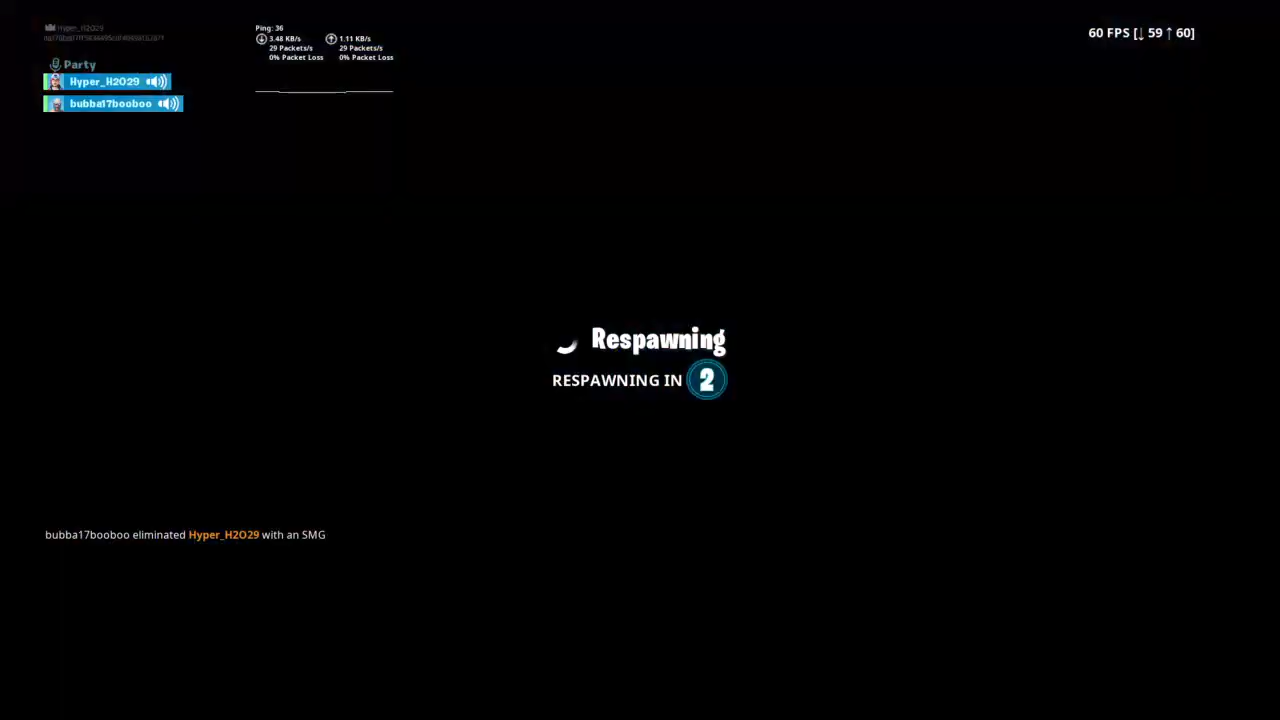 Hyper_H2O29
Ping: 36
3.48 KB/s 1.11 KB/s
29 Packets/s 29 Packets/s
0% Packet Loss 0% Packet Loss
60 FPS [↓ 59 ↑ 60]
Party
Hyper_H2O29
bubba17booboo
Respawning
RESPAWNING IN 2
bubba17booboo eliminated Hyper_H2O29 with an SMG